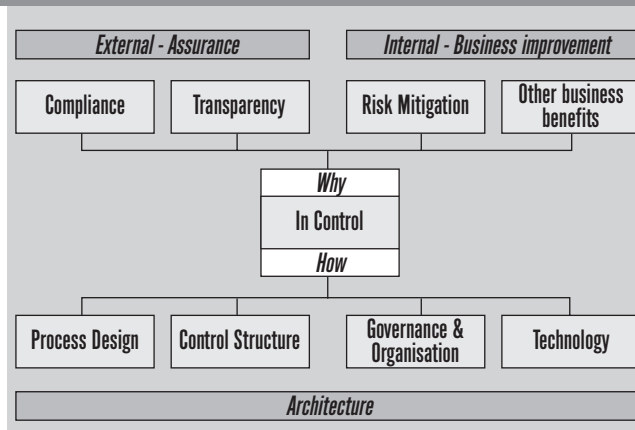 External - Assurance
Internal - Business improvement
Compliance
Transparency
Risk Mitigation
Other business
benefits
Why
In Control
How
Process Design
Control Structure
Governance &
Organisation
Technology
Architecture